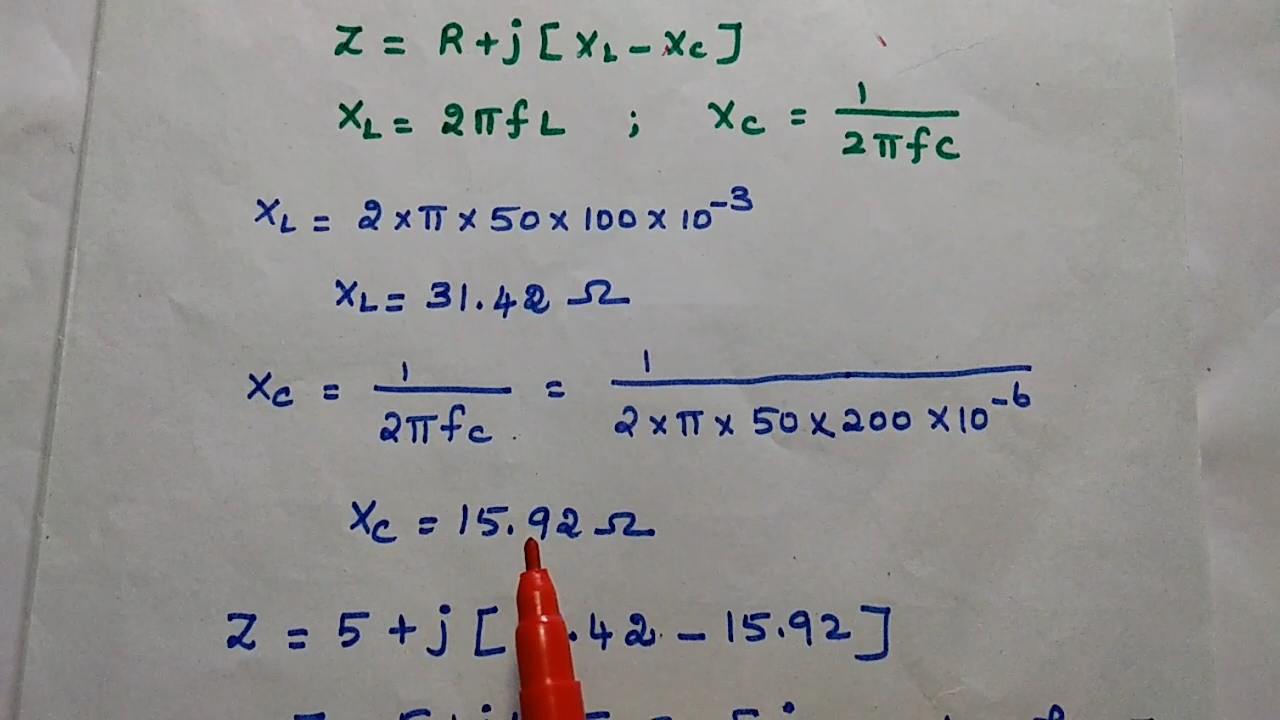 Z = R + j [ XL - XC ]
XL = 2πfL ; XC = 1 / 2πfC
XL = 2 × π × 50 × 100 × 10^-3
XL = 31.42 Ω
XC = 1 / 2πfC = 1 / 2 × π × 50 × 200 × 10^-6
XC = 15.92 Ω
Z = 5 + j [ .42 - 15.92 ]